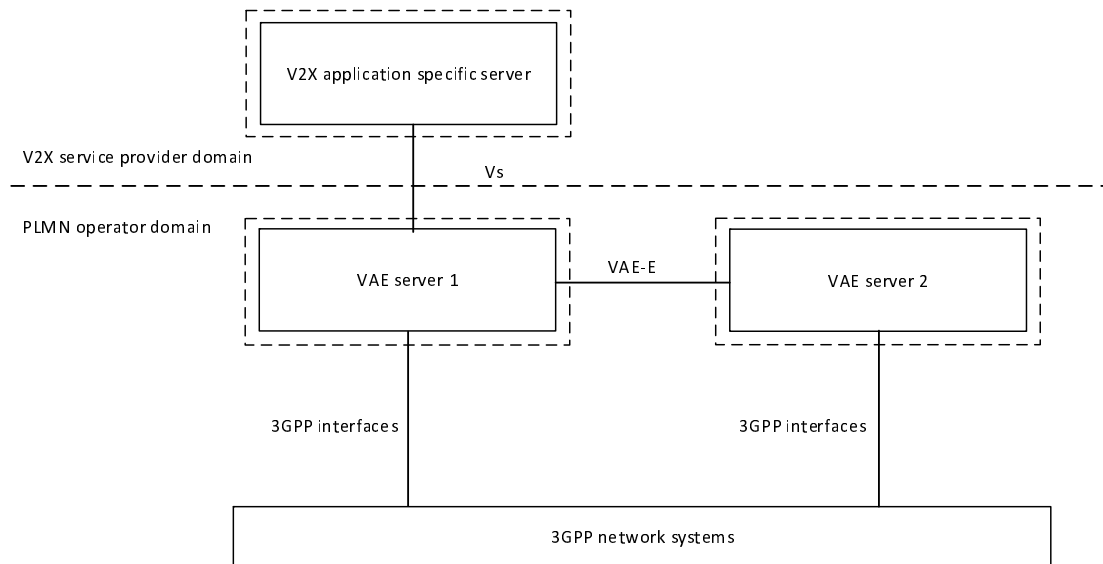 V2X application specific server
V2X service provider domain
Vs
PLMN operator domain
VAE server 1
VAE-E
VAE server 2
3GPP interfaces
3GPP interfaces
3GPP network systems